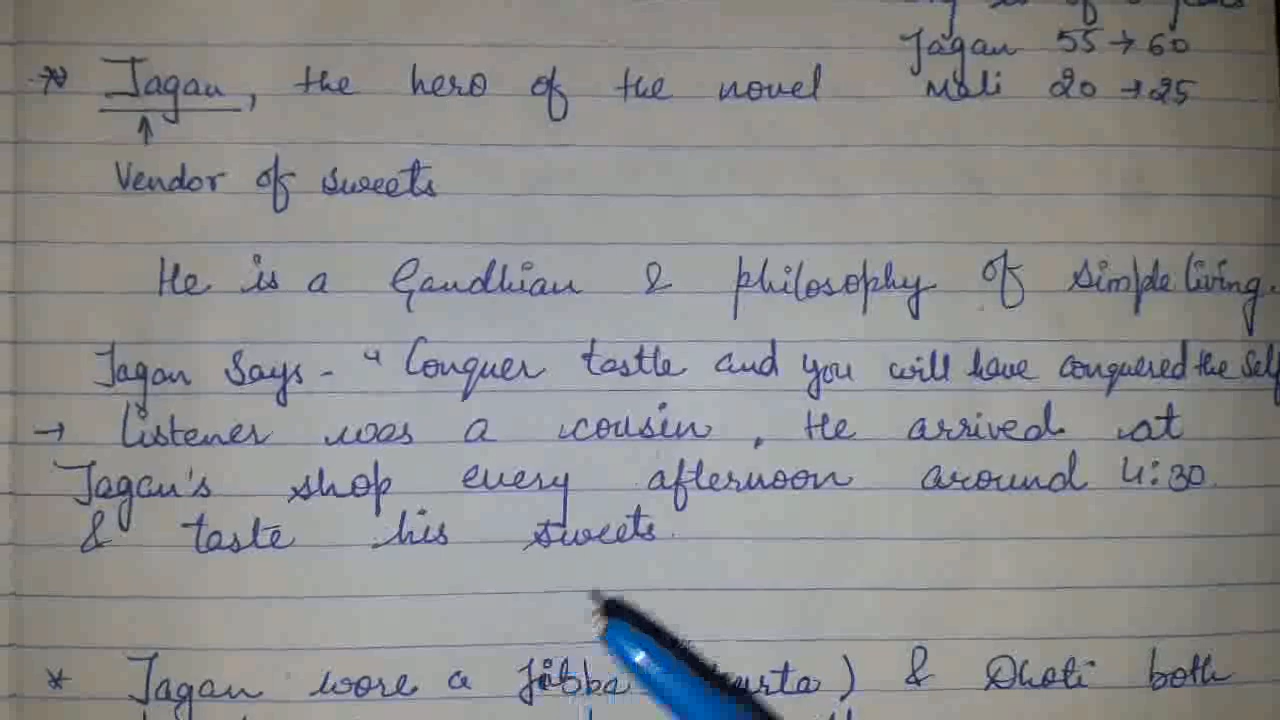 of
Jagan 55 → 60
Mali 20 → 25
* Jagan, the hero of the novel
↑
Vendor of sweets
He is a Gandhian & philosophy of simple living.
Jagan Says - "Conquer tastle and you will have conquered the self
→ listener was a cousin, He arrived at
Jagan's shop every afternoon around 4:30
& taste his sweets.
* Jagan wore a Jibba ) & Dhoti both